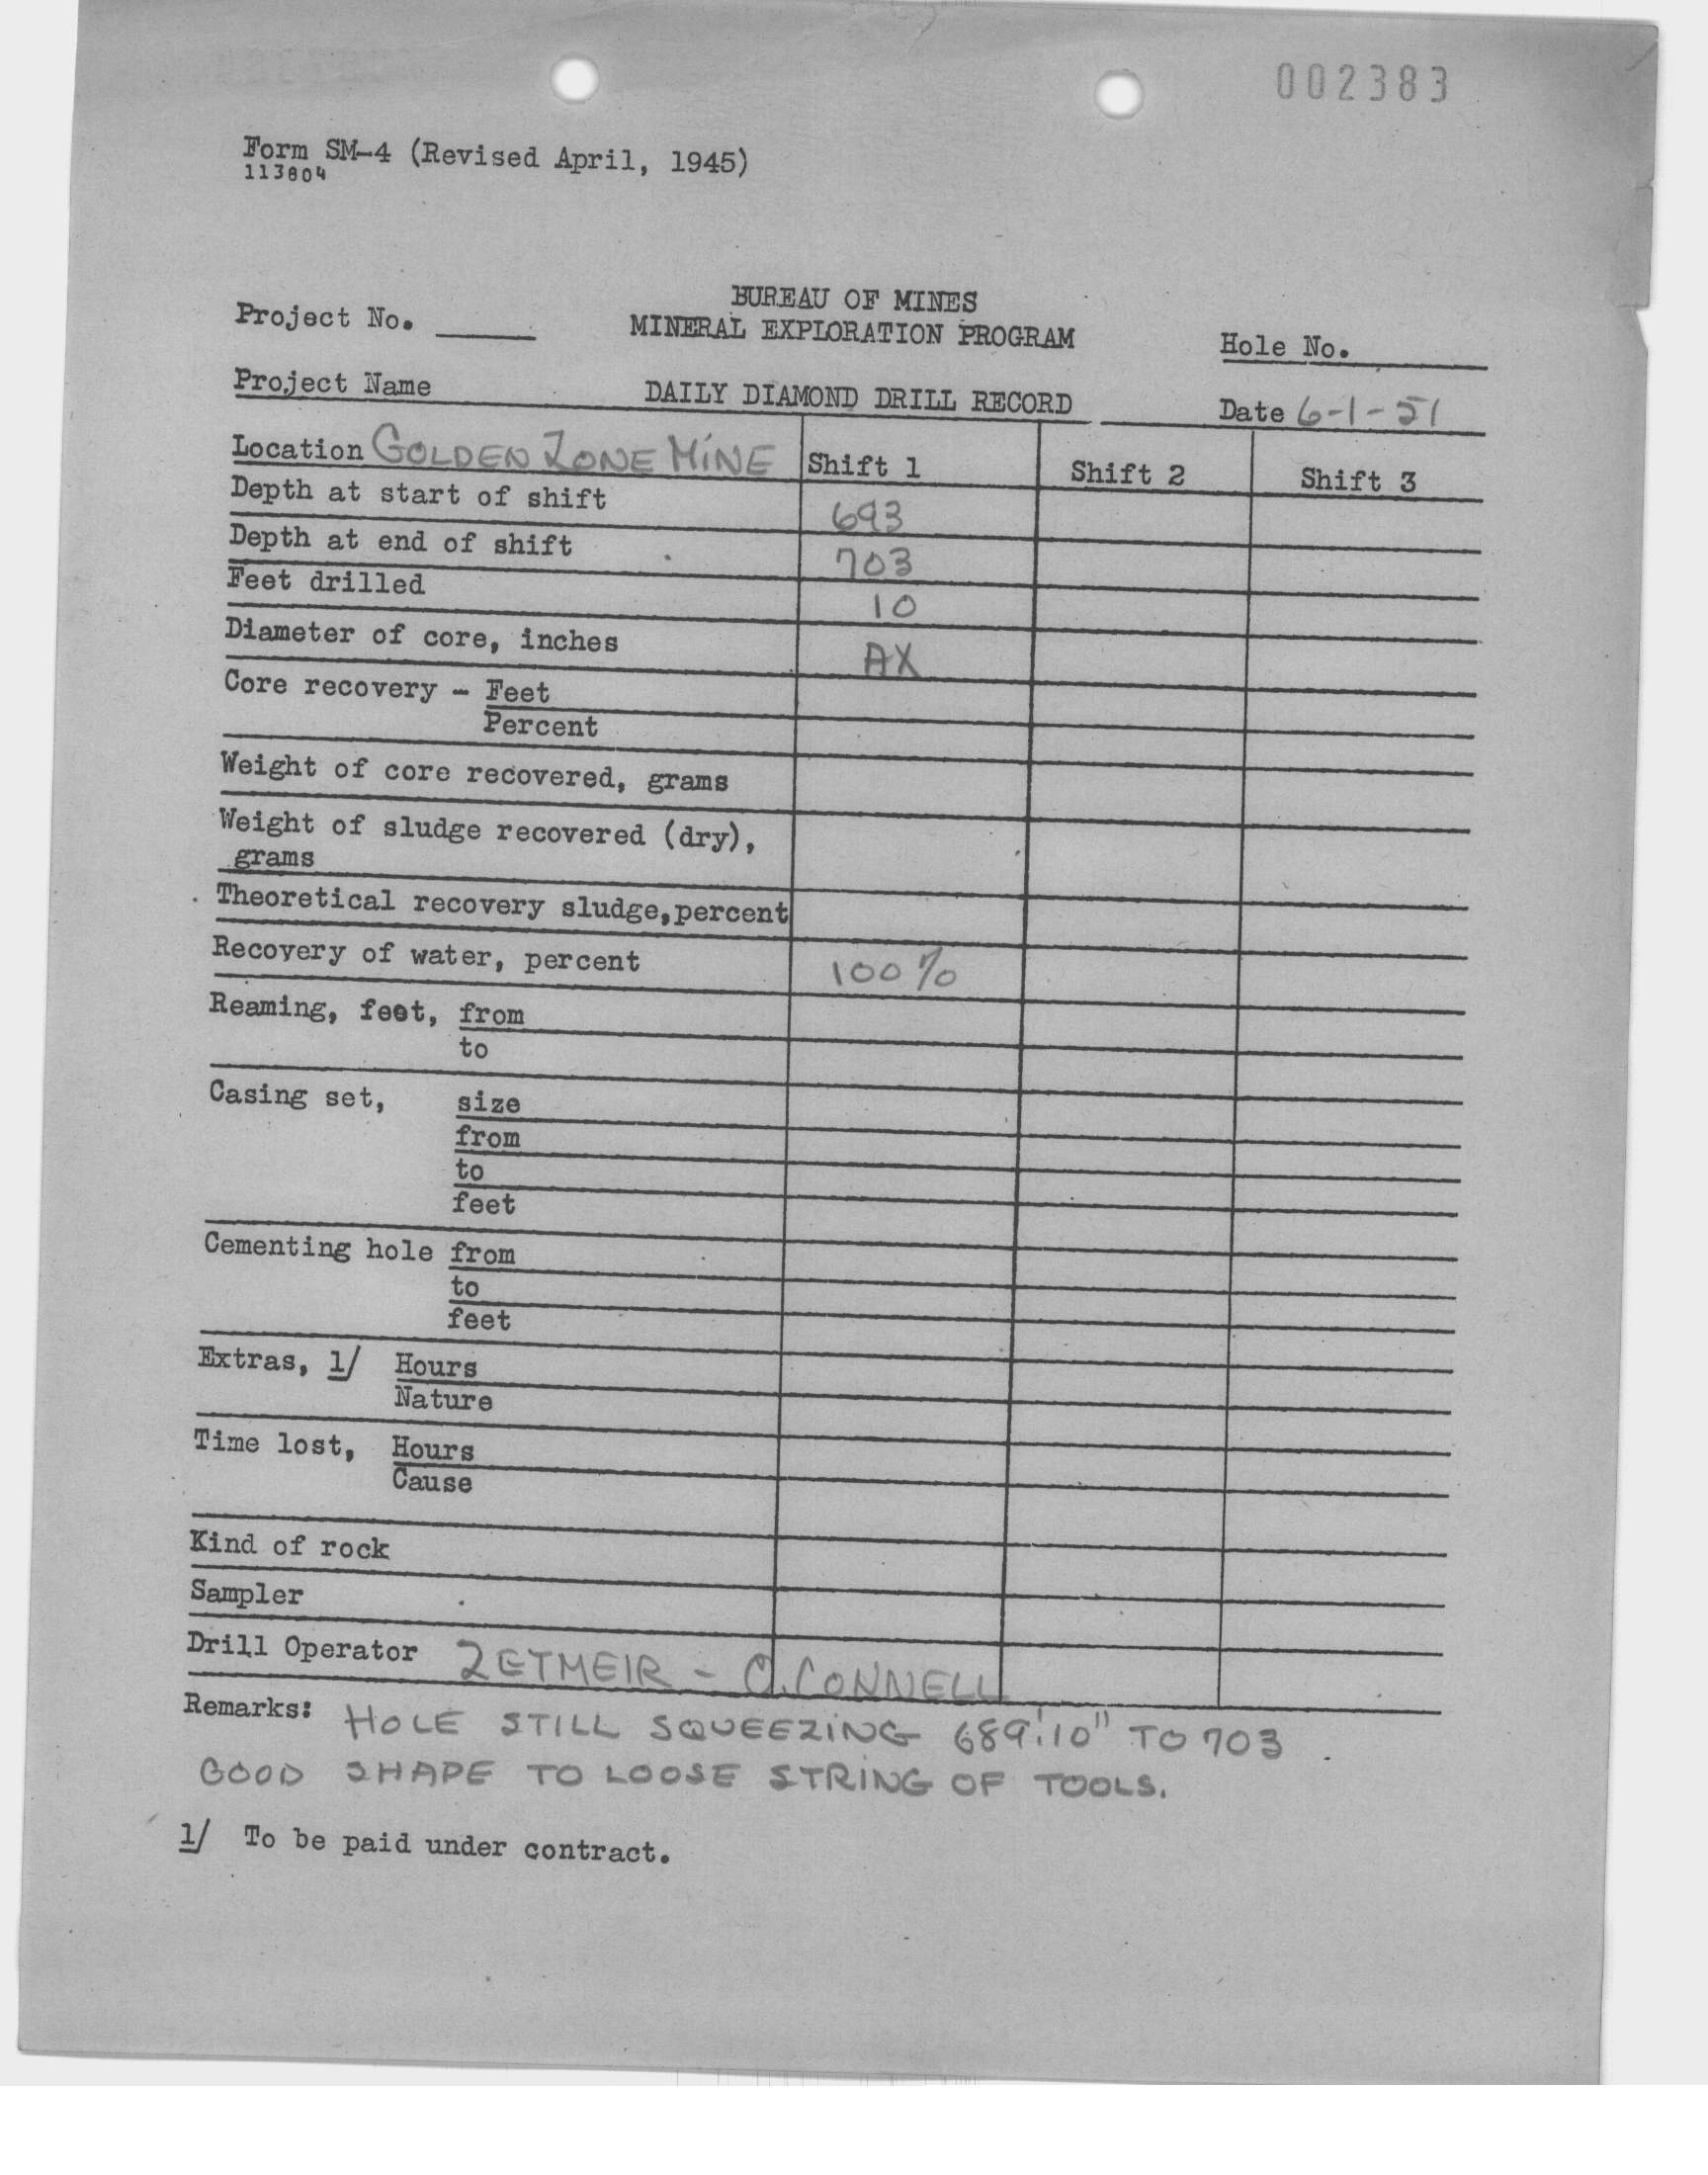 002383
Form SM-4 (Revised April, 1945)
113804
BUREAU OF MINES
Project No. MINERAL EXPLORATION PROGRAM Hole No.
Project Name DAILY DIAMOND DRILL RECORD Date 6-1-51
Location GOLDEN ZONE MINE Shift 1 Shift 2 Shift 3
Depth at start of shift 693
Depth at end of shift 703
Feet drilled 10
Diameter of core, inches AX
Core recovery - Feet
Percent
Weight of core recovered, grams
Weight of sludge recovered (dry),
grams
Theoretical recovery sludge,percent
Recovery of water, percent 100%
Reaming, feet, from
to
Casing set, size
from
to
feet
Cementing hole from
to
feet
Extras, 1/ Hours
Nature
Time lost, Hours
Cause
Kind of rock
Sampler
Drill Operator ZETMEIR - O.CONNELL
Remarks: HOLE STILL SQUEEZING 689'.10" TO 703
GOOD SHAPE TO LOOSE STRING OF TOOLS.
1/ To be paid under contract.